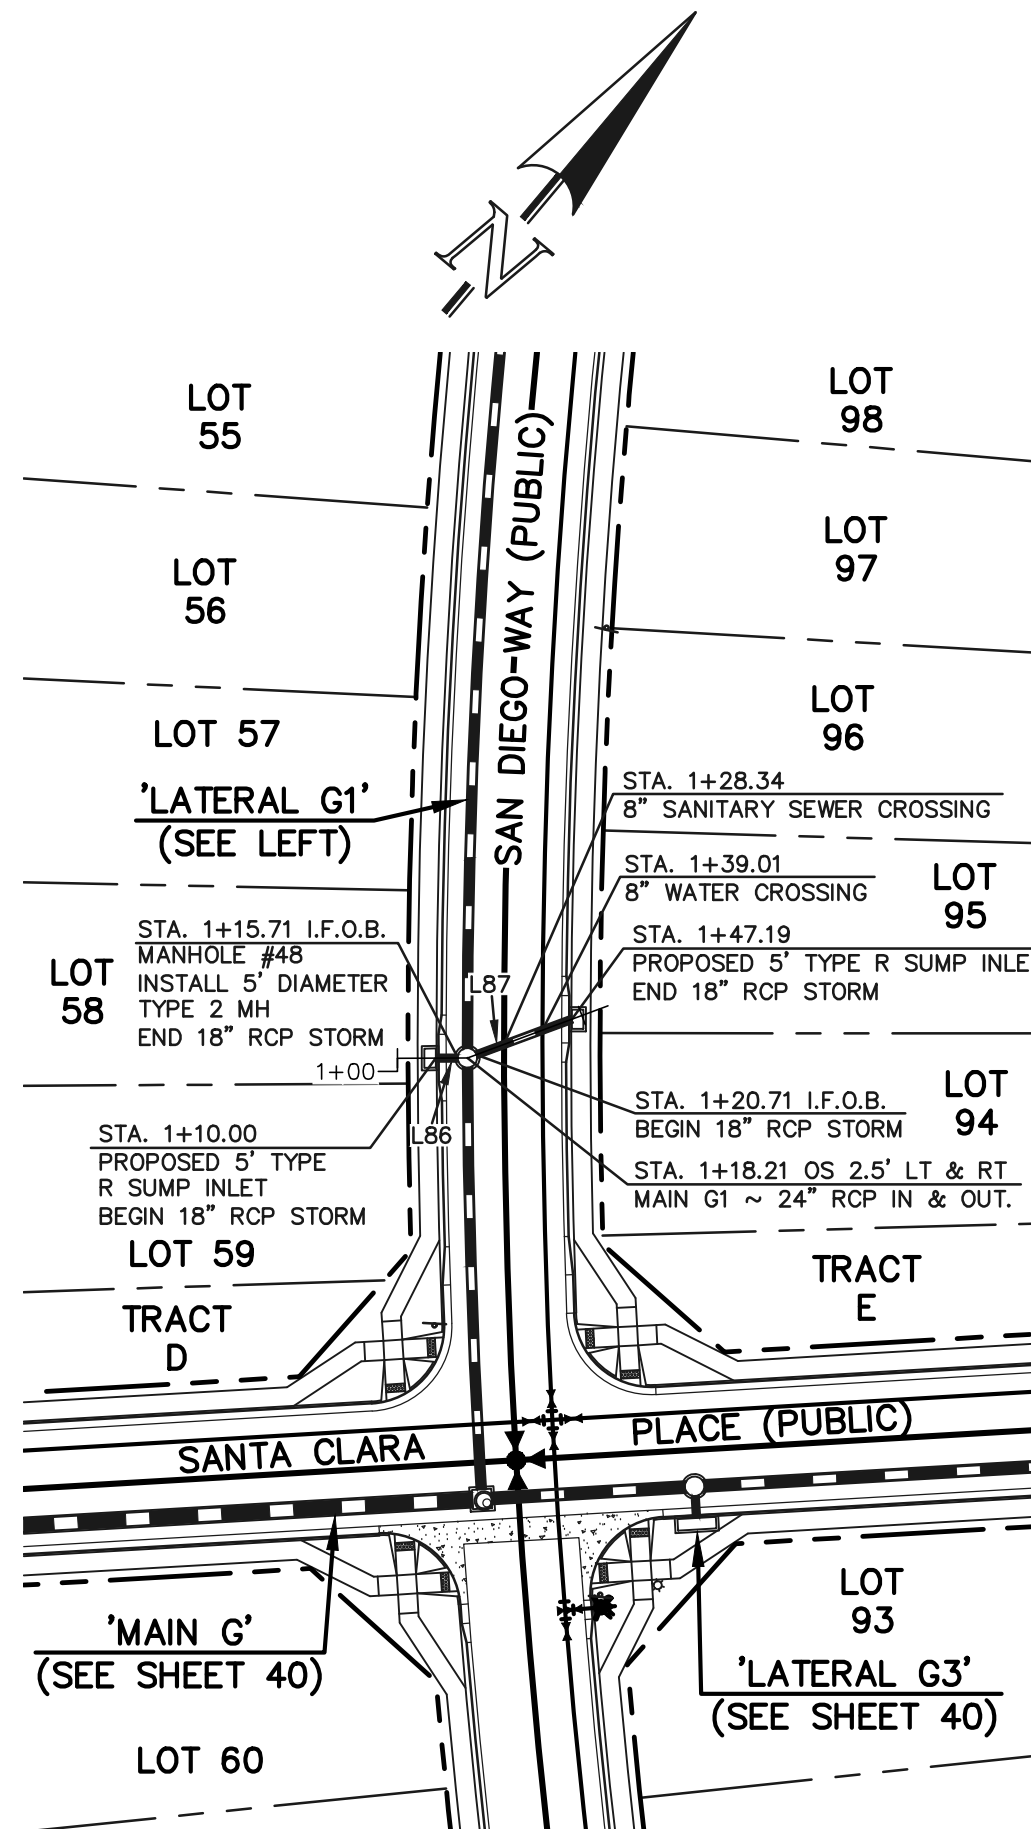 N
LOT
55
LOT
98
SAN DIEGO-WAY (PUBLIC)
LOT
56
LOT
97
LOT 57
LOT
96
'LATERAL G1'
(SEE LEFT)
STA. 1+28.34
8" SANITARY SEWER CROSSING
STA. 1+39.01
8" WATER CROSSING
LOT
95
STA. 1+15.71 I.F.O.B.
MANHOLE #48
INSTALL 5' DIAMETER
TYPE 2 MH
END 18" RCP STORM
LOT
58
STA. 1+47.19
PROPOSED 5' TYPE R SUMP INLE
END 18" RCP STORM
L87
1+00
L86
STA. 1+10.00
PROPOSED 5' TYPE
R SUMP INLET
BEGIN 18" RCP STORM
STA. 1+20.71 I.F.O.B.
BEGIN 18" RCP STORM
LOT
94
STA. 1+18.21 OS 2.5' LT & RT
MAIN G1 ~ 24" RCP IN & OUT.
LOT 59
TRACT
D
TRACT
E
SANTA CLARA PLACE (PUBLIC)
'MAIN G'
(SEE SHEET 40)
LOT
93
'LATERAL G3'
(SEE SHEET 40)
LOT 60